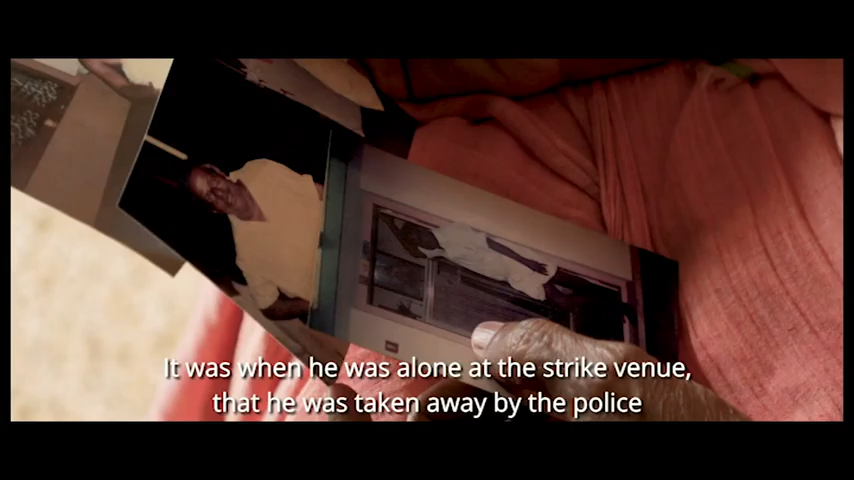 It was when he was alone at the strike venue,
that he was taken away by the police